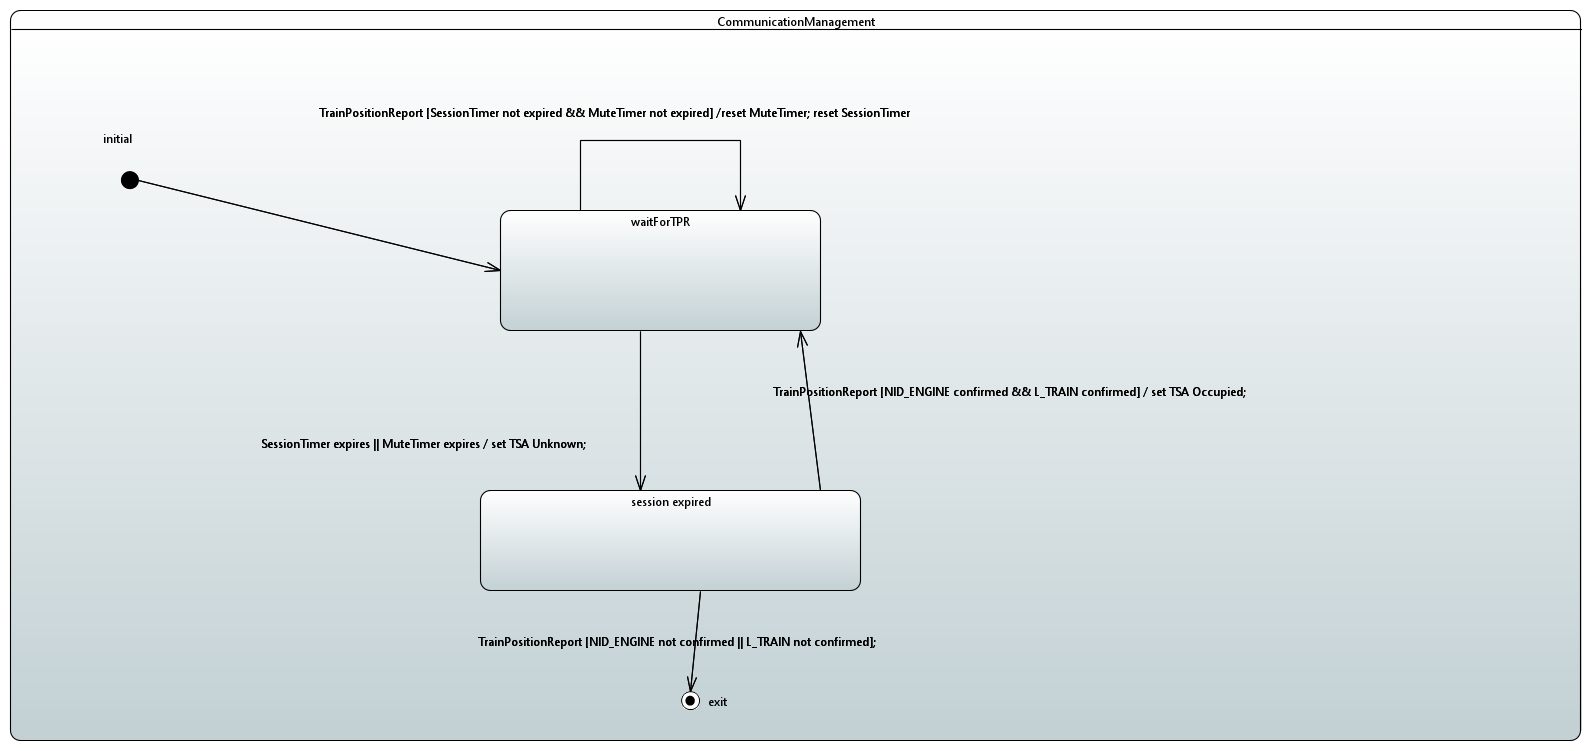 CommunicationManagement
TrainPositionReport [SessionTimer not expired && MuteTimer not expired] /reset MuteTimer; reset SessionTimer
initial
waitForTPR
TrainPositionReport [NID_ENGINE confirmed && L_TRAIN confirmed] / set TSA Occupied;
SessionTimer expires || MuteTimer expires / set TSA Unknown;
session expired
TrainPositionReport [NID_ENGINE not confirmed || L_TRAIN not confirmed];
exit